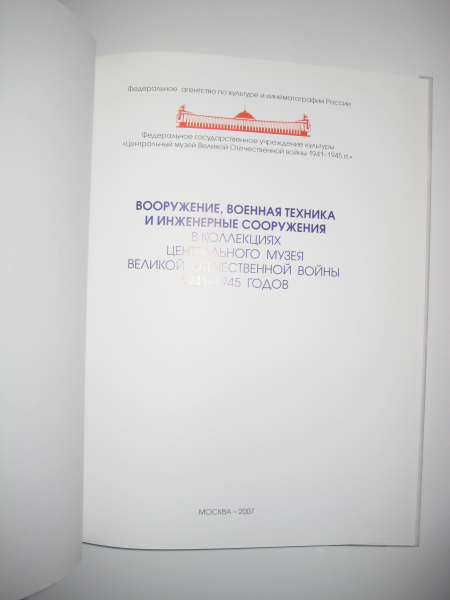 Федеральное агентство по культуре и кинематографии России
Федеральное государственное учреждение культуры
«Центральный музей Великой Отечественной войны 1941–1945 гг.»
ВООРУЖЕНИЕ, ВОЕННАЯ ТЕХНИКА
И ИНЖЕНЕРНЫЕ СООРУЖЕНИЯ
В КОЛЛЕКЦИЯХ
ЦЕНТРАЛЬНОГО МУЗЕЯ
ВЕЛИКОЙ ОТЕЧЕСТВЕННОЙ ВОЙНЫ
1941–1945 ГОДОВ
МОСКВА – 2007